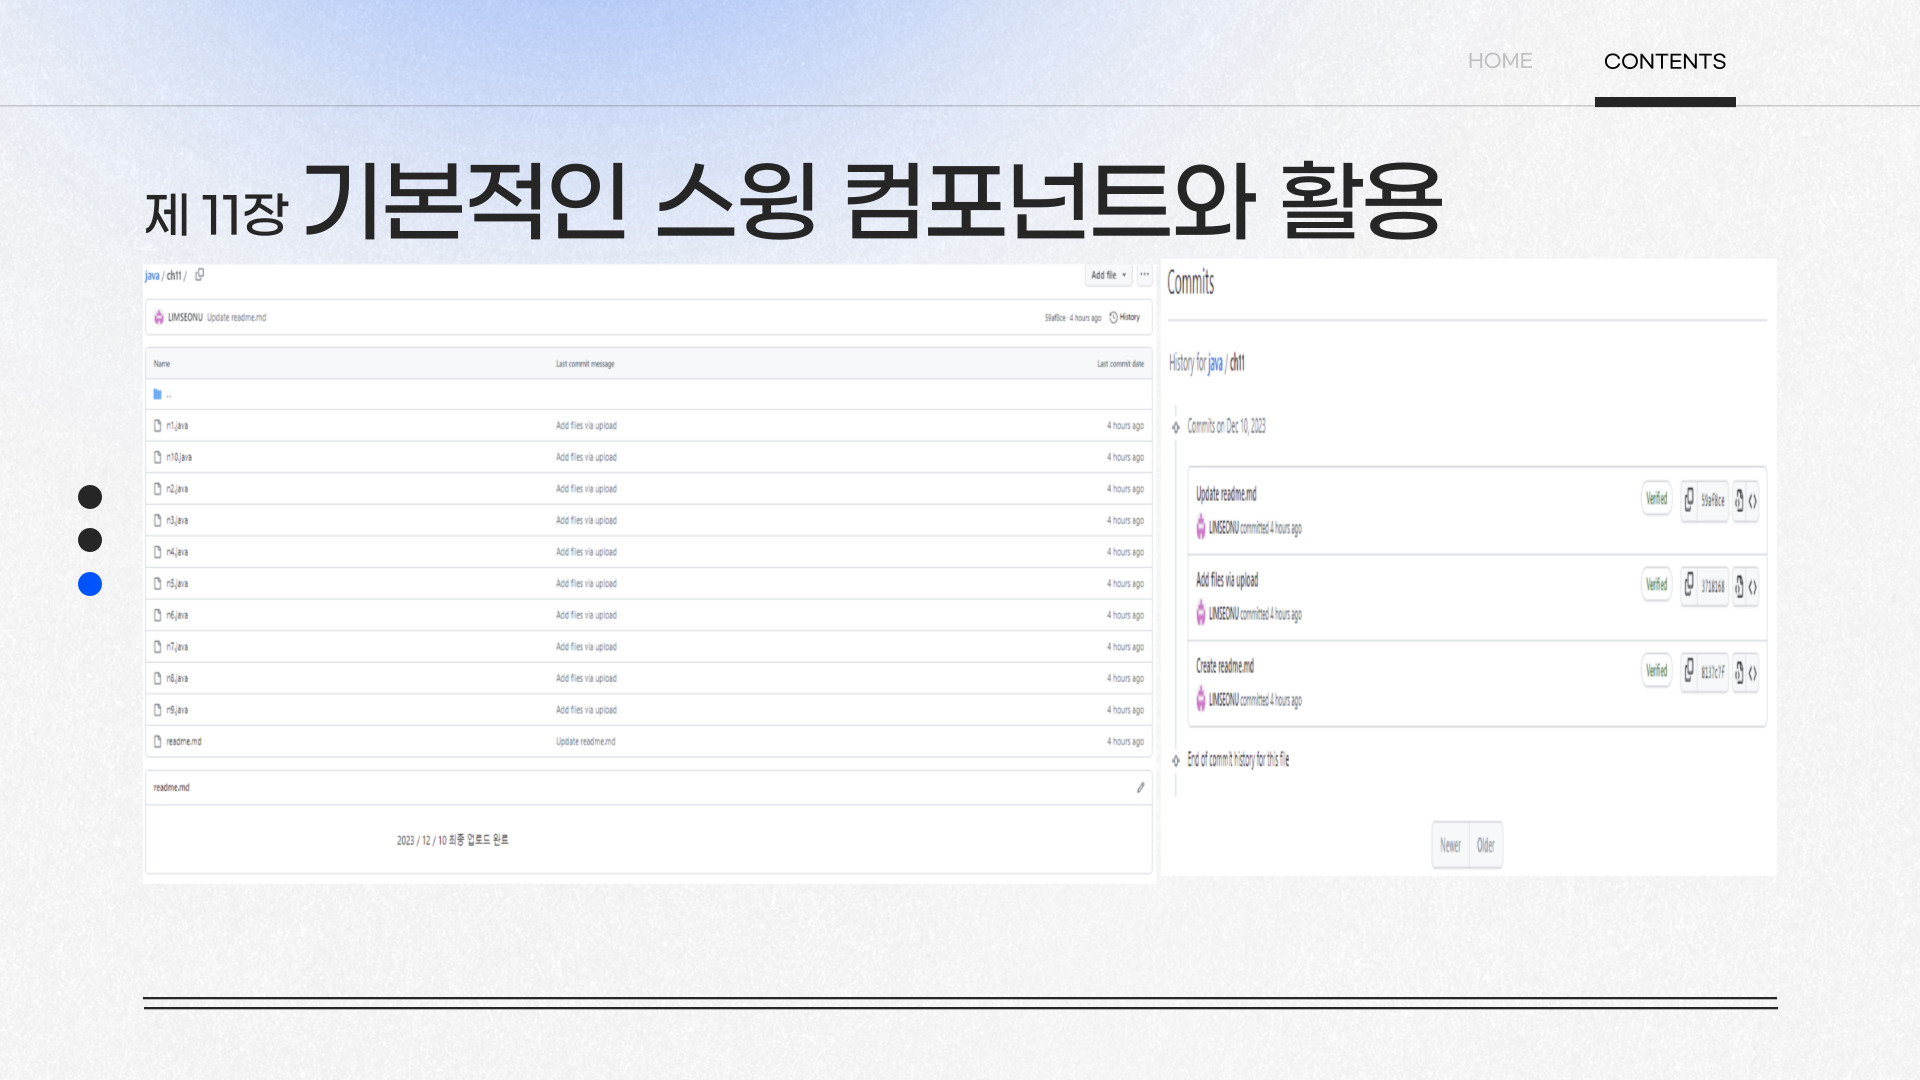 HOME
CONTENTS
제 11장 기본적인 스윙 컴포넌트와 활용
java / ch11 /
Add file
LIMSEONU Update readme.md
59af8ce · 4 hours ago History
Name Last commit message Last commit date
..
n1.java Add files via upload 4 hours ago
n10.java Add files via upload 4 hours ago
n2.java Add files via upload 4 hours ago
n3.java Add files via upload 4 hours ago
n4.java Add files via upload 4 hours ago
n5.java Add files via upload 4 hours ago
n6.java Add files via upload 4 hours ago
n7.java Add files via upload 4 hours ago
n8.java Add files via upload 4 hours ago
n9.java Add files via upload 4 hours ago
readme.md Update readme.md 4 hours ago
readme.md
2023 / 12 / 10 최종 업로드 완료
Commits
History for java / ch11
Commits on Dec 10, 2023
Update readme.md
LIMSEONU committed 4 hours ago
Verified 59af8ce
Add files via upload
LIMSEONU committed 4 hours ago
Verified 3718168
Create readme.md
LIMSEONU committed 4 hours ago
Verified 8137c7f
End of commit history for this file
Newer Older